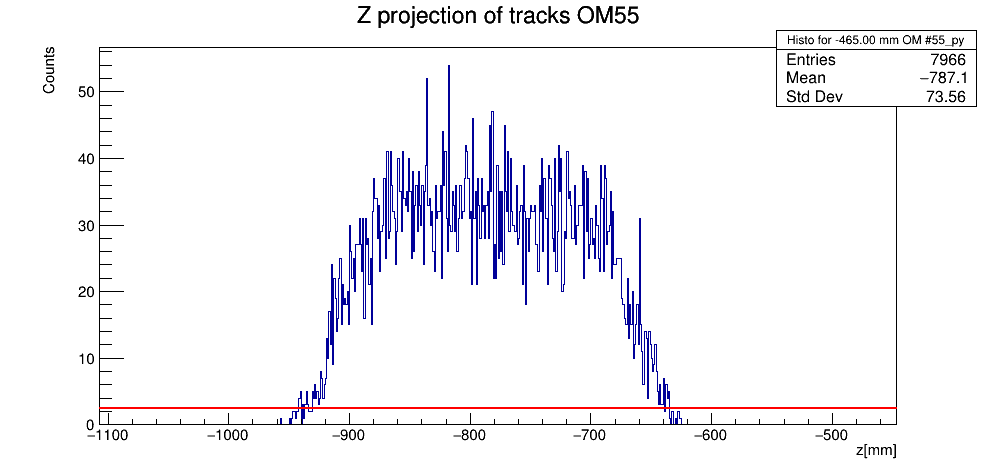 Z projection of tracks OM55
Histo for -465.00 mm OM #55_py
Entries 7966
Mean −787.1
Std Dev 73.56
Counts
50
40
30
20
10
0
−1100 −1000 −900 −800 −700 −600 −500
z[mm]